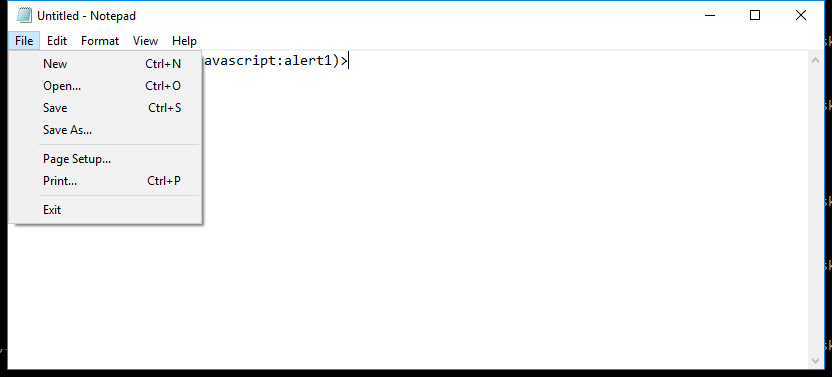 Untitled - Notepad
File Edit Format View Help
avascript:alert1)>
New Ctrl+N
Open... Ctrl+O
Save Ctrl+S
Save As...
Page Setup...
Print... Ctrl+P
Exit